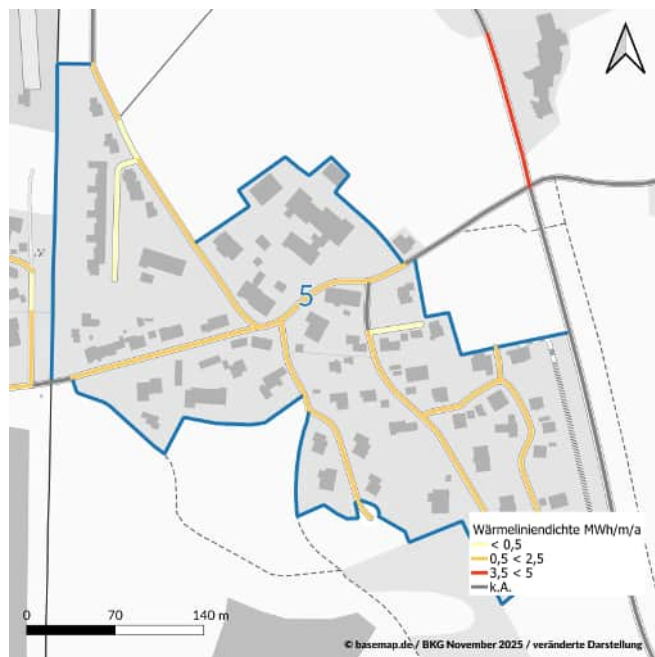 5
Wärmeliniendichte MWh/m/a
< 0,5
0,5 < 2,5
3,5 < 5
k.A.
0 70 140 m
© basemap.de / BKG November 2025 / veränderte Darstellung